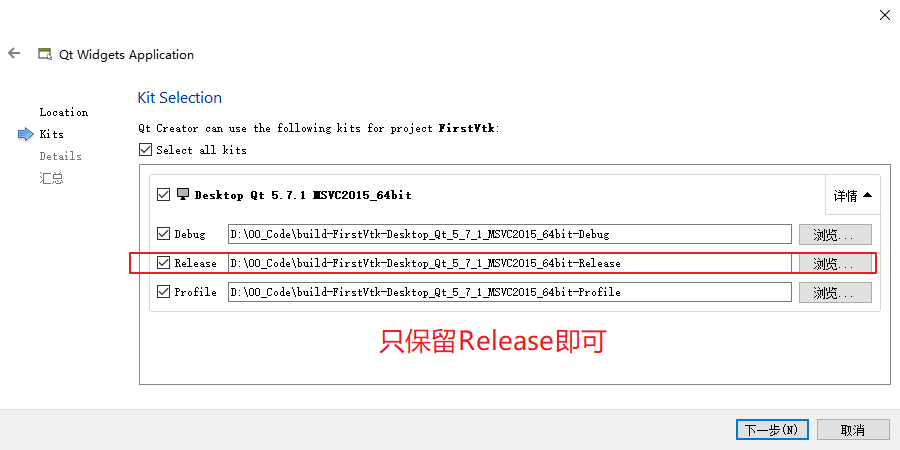 Qt Widgets Application
Location
Kits
Details
汇总
Kit Selection
Qt Creator can use the following kits for project FirstVtk:
Select all kits
Desktop Qt 5.7.1 MSVC2015_64bit
详情
Debug D:\00_Code\build-FirstVtk-Desktop_Qt_5_7_1_MSVC2015_64bit-Debug 浏览...
Release D:\00_Code\build-FirstVtk-Desktop_Qt_5_7_1_MSVC2015_64bit-Release 浏览...
Profile D:\00_Code\build-FirstVtk-Desktop_Qt_5_7_1_MSVC2015_64bit-Profile 浏览...
只保留Release即可
下一步(N) 取消